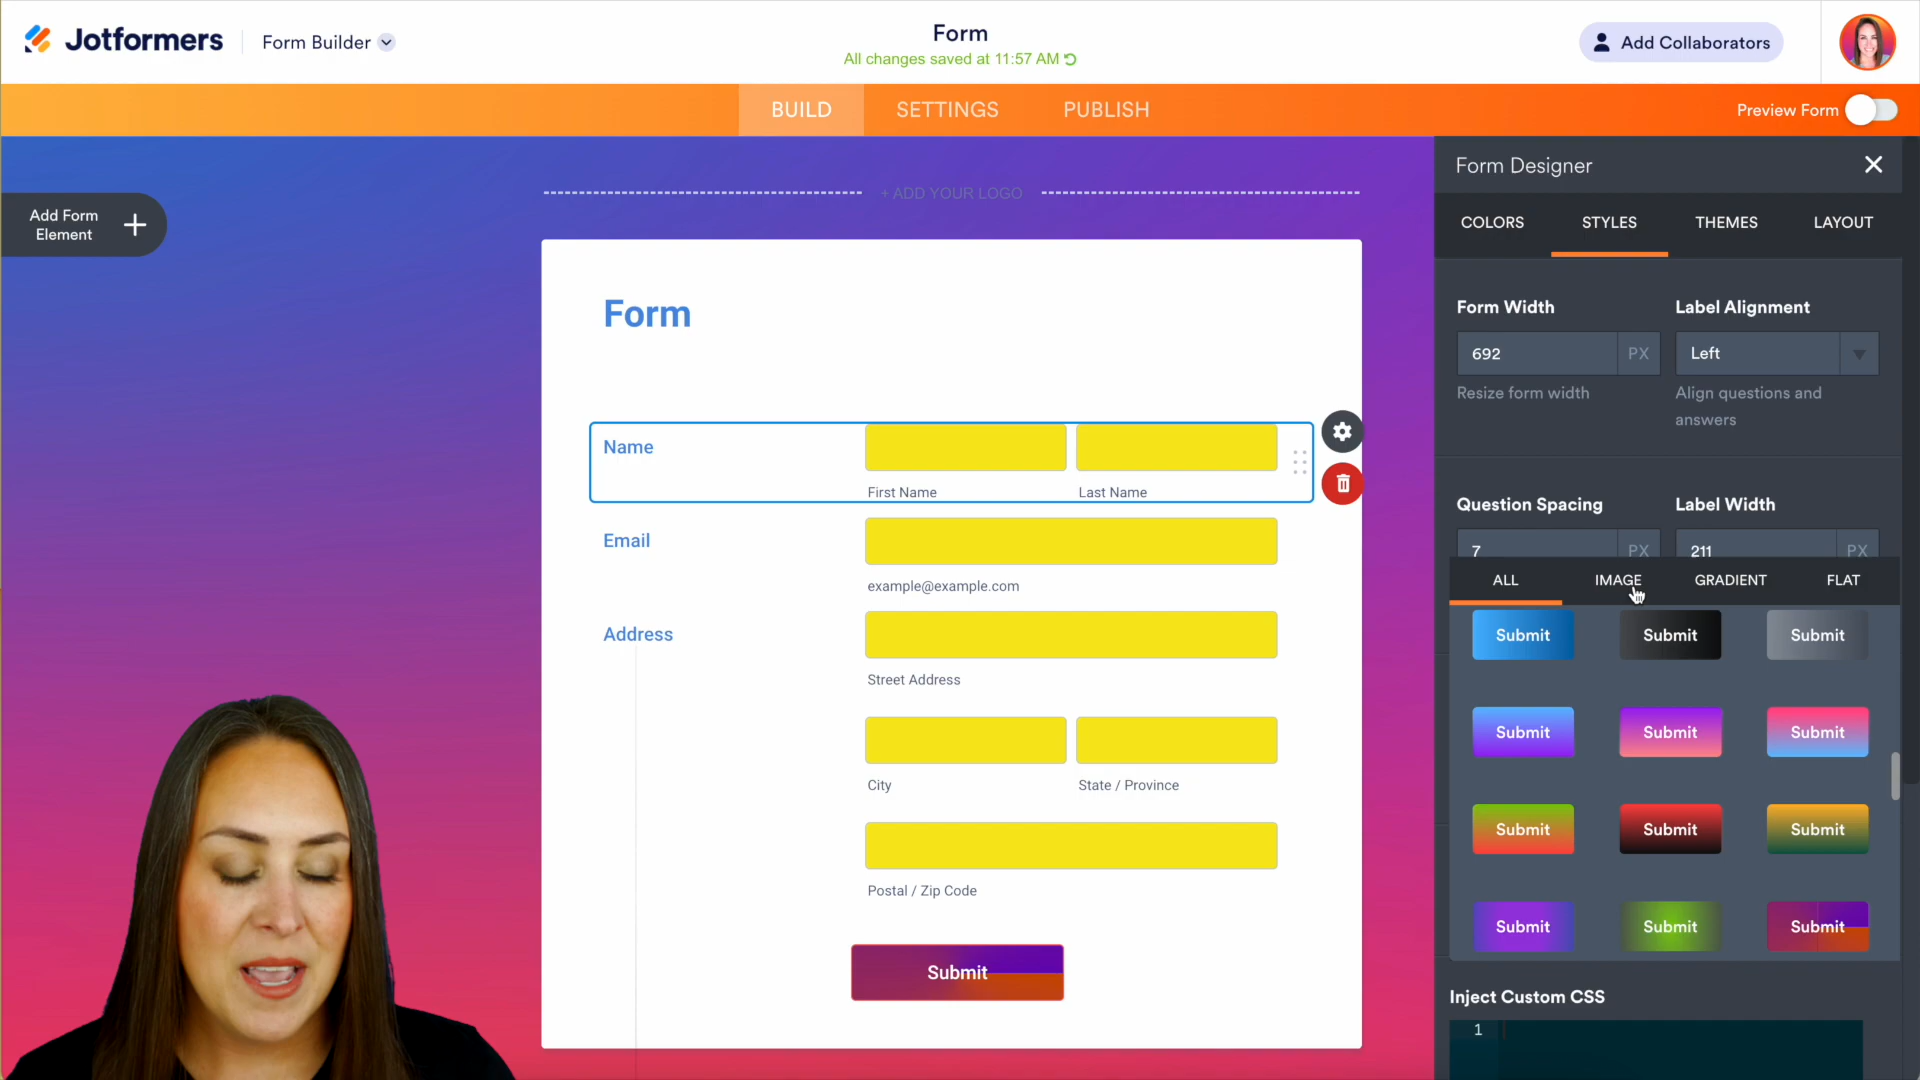 Jotformers
Form Builder
Form
All changes saved at 11:57 AM
Add Collaborators
BUILD
SETTINGS
PUBLISH
Preview Form
Add Form
Element
+ ADD YOUR LOGO
Form
Name
First Name
Last Name
Email
example@example.com
Address
Street Address
City
State / Province
Postal / Zip Code
Submit
Form Designer
COLORS
STYLES
THEMES
LAYOUT
Form Width
Label Alignment
692
PX
Left
Resize form width
Align questions and
answers
Question Spacing
Label Width
7
PX
211
PX
ALL
IMAGE
GRADIENT
FLAT
Submit
Submit
Submit
Submit
Submit
Submit
Submit
Submit
Submit
Submit
Submit
Submit
Inject Custom CSS
1